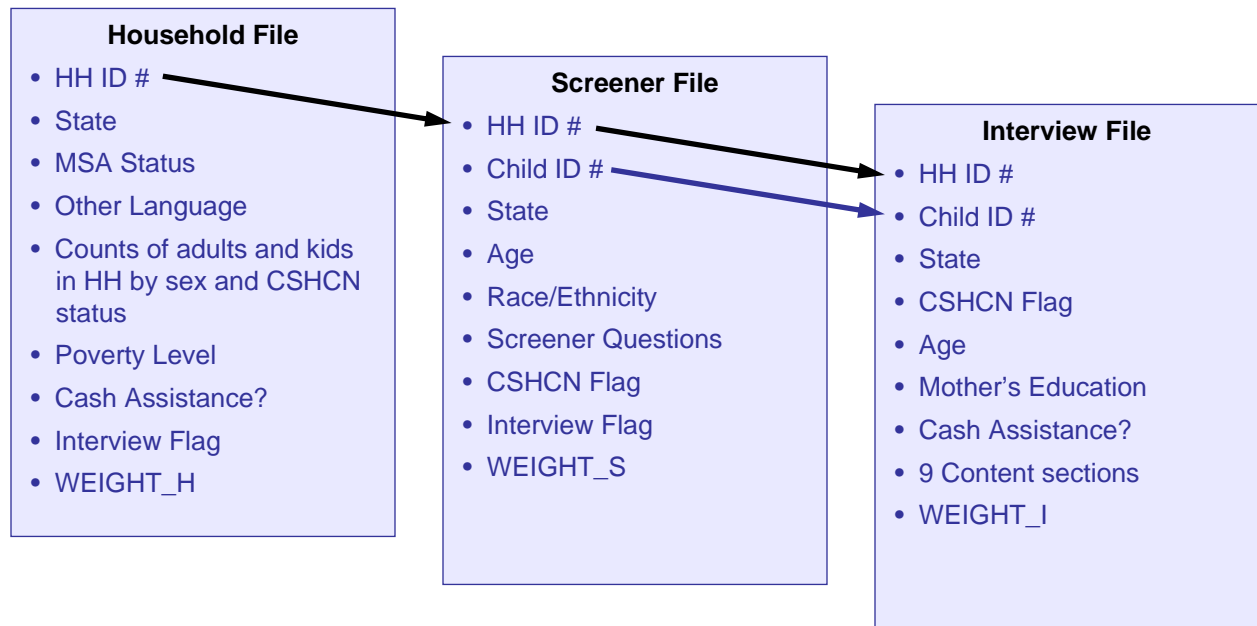 Household File
• HH ID #
• State
• MSA Status
• Other Language
• Counts of adults and kids
in HH by sex and CSHCN
status
• Poverty Level
• Cash Assistance?
• Interview Flag
• WEIGHT_H
Screener File
• HH ID #
• Child ID #
• State
• Age
• Race/Ethnicity
• Screener Questions
• CSHCN Flag
• Interview Flag
• WEIGHT_S
Interview File
• HH ID #
• Child ID #
• State
• CSHCN Flag
• Age
• Mother’s Education
• Cash Assistance?
• 9 Content sections
• WEIGHT_I